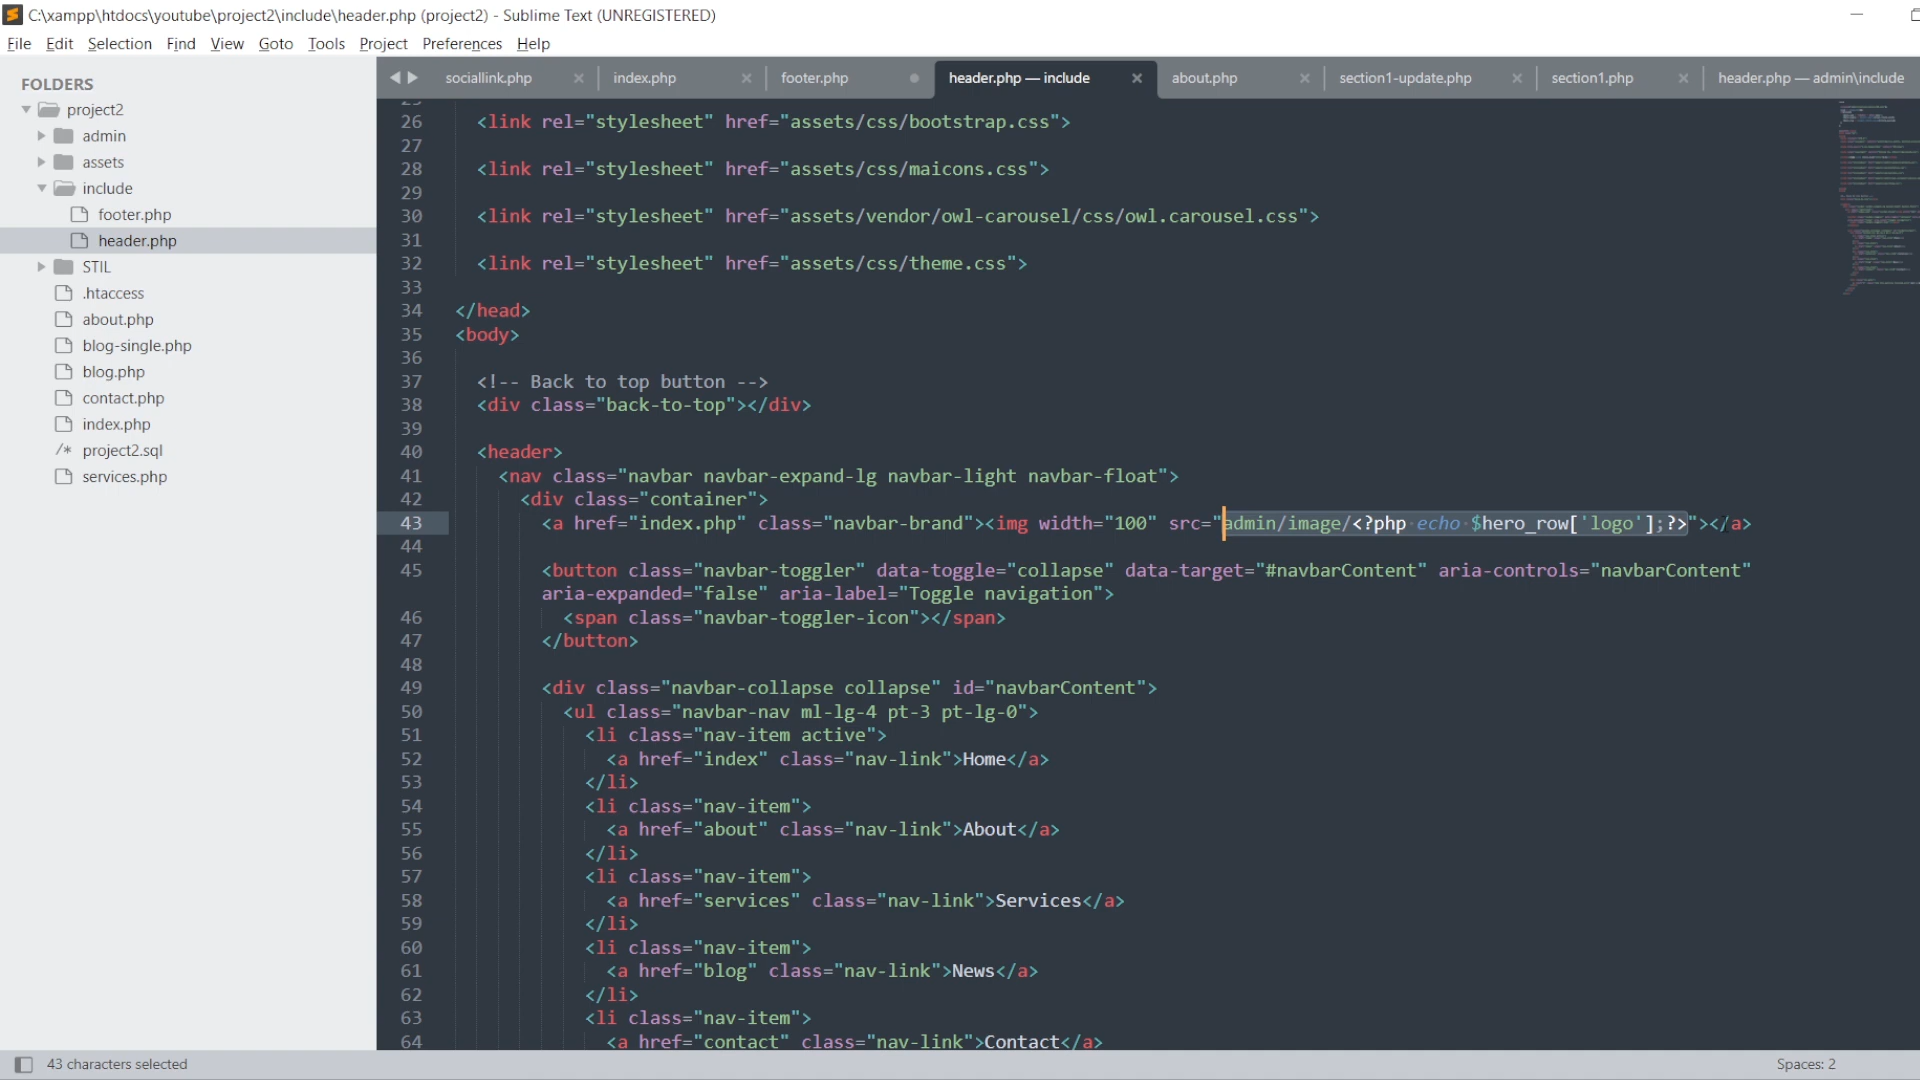 C:\xampp\htdocs\youtube\project2\include\header.php (project2) - Sublime Text (UNREGISTERED)
File Edit Selection Find View Goto Tools Project Preferences Help
FOLDERS
project2
admin
assets
include
footer.php
header.php
STIL
.htaccess
about.php
blog-single.php
blog.php
contact.php
index.php
/* project2.sql
services.php
sociallink.php index.php footer.php header.php — include about.php section1-update.php section1.php header.php — admin\include
26 <link rel="stylesheet" href="assets/css/bootstrap.css">
27
28 <link rel="stylesheet" href="assets/css/maicons.css">
29
30 <link rel="stylesheet" href="assets/vendor/owl-carousel/css/owl.carousel.css">
31
32 <link rel="stylesheet" href="assets/css/theme.css">
33
34 </head>
35 <body>
36
37 <!-- Back to top button -->
38 <div class="back-to-top"></div>
39
40 <header>
41 <nav class="navbar navbar-expand-lg navbar-light navbar-float">
42 <div class="container">
43 <a href="index.php" class="navbar-brand"><img width="100" src="admin/image/<?php echo $hero_row['logo'];?>"></a>
44
45 <button class="navbar-toggler" data-toggle="collapse" data-target="#navbarContent" aria-controls="navbarContent"
aria-expanded="false" aria-label="Toggle navigation">
46 <span class="navbar-toggler-icon"></span>
47 </button>
48
49 <div class="navbar-collapse collapse" id="navbarContent">
50 <ul class="navbar-nav ml-lg-4 pt-3 pt-lg-0">
51 <li class="nav-item active">
52 <a href="index" class="nav-link">Home</a>
53 </li>
54 <li class="nav-item">
55 <a href="about" class="nav-link">About</a>
56 </li>
57 <li class="nav-item">
58 <a href="services" class="nav-link">Services</a>
59 </li>
60 <li class="nav-item">
61 <a href="blog" class="nav-link">News</a>
62 </li>
63 <li class="nav-item">
64 <a href="contact" class="nav-link">Contact</a>
43 characters selected
Spaces: 2